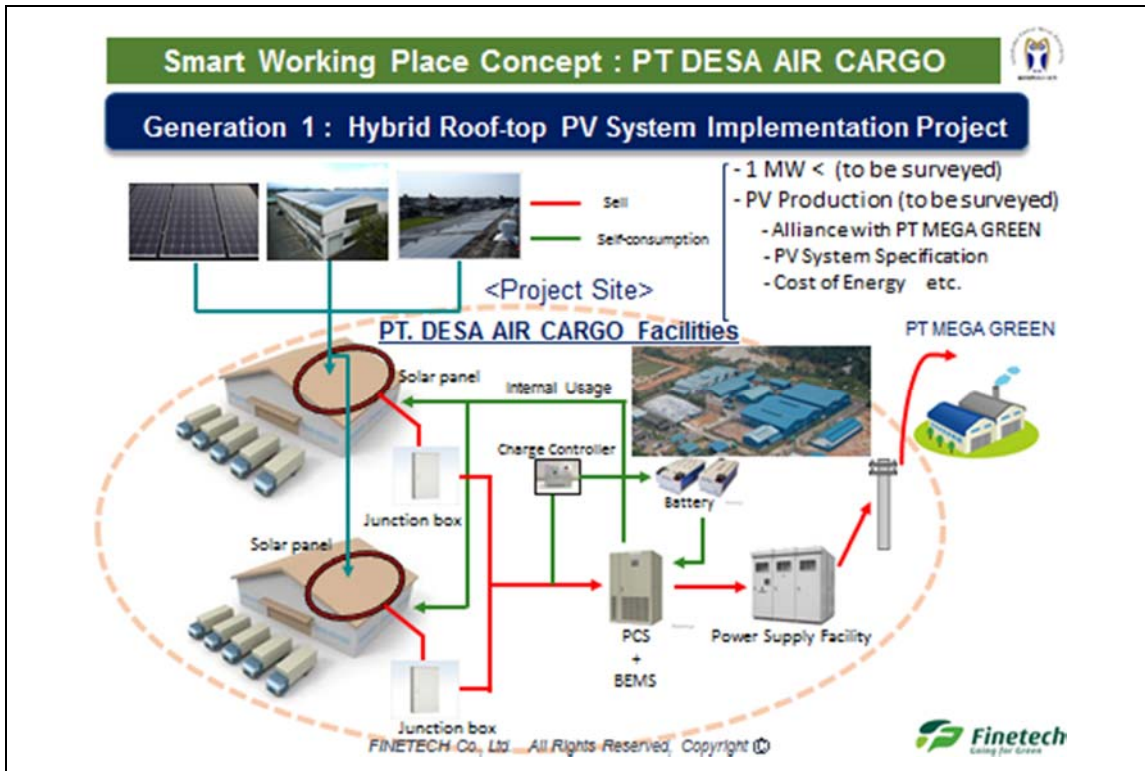 Smart Working Place Concept : PT DESA AIR CARGO
Generation 1 : Hybrid Roof-top PV System Implementation Project
Sell
Self-consumption
- 1 MW < (to be surveyed)
- PV Production (to be surveyed)
- Alliance with PT MEGA GREEN
- PV System Specification
- Cost of Energy etc.
<Project Site>
PT. DESA AIR CARGO Facilities
PT MEGA GREEN
Solar panel
Internal Usage
Charge Controller
Battery
Junction box
Solar panel
PCS
+
BEMS
Power Supply Facility
Junction box
FINETECH Co., Ltd All Rights Reserved, Copyright ©
Finetech
Going for Green